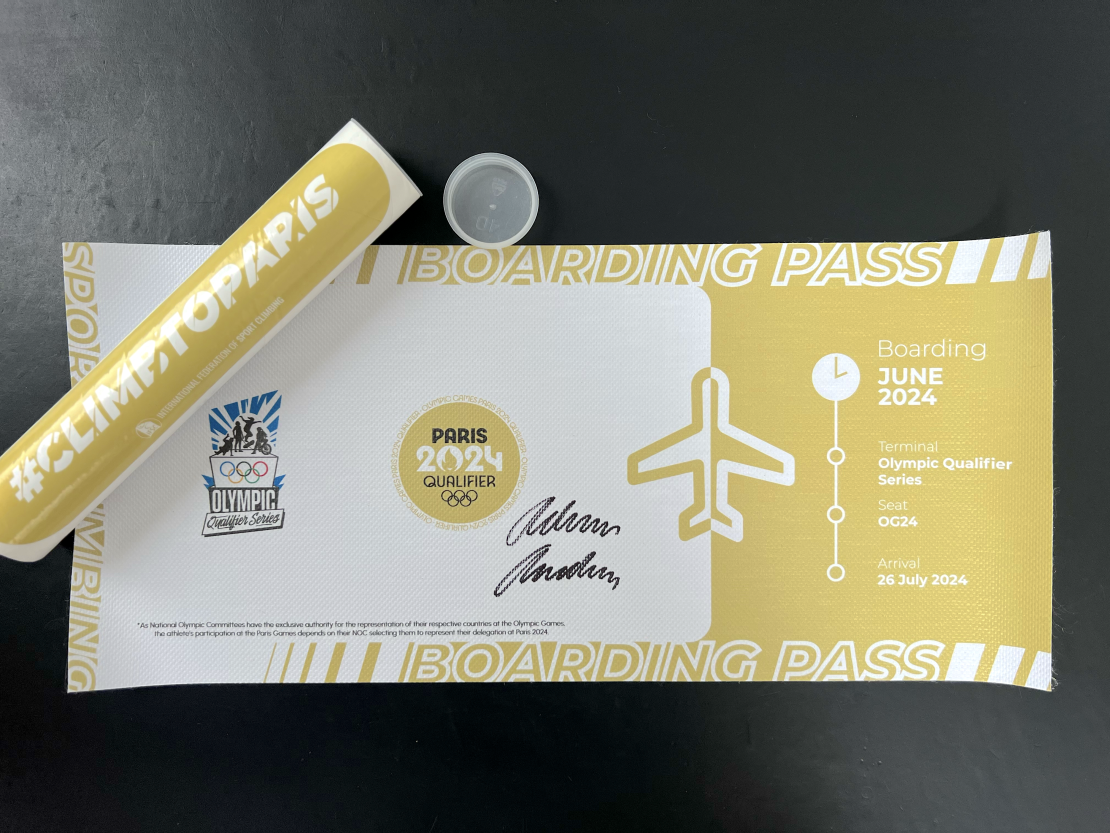 #CLIMBTOPARIS
INTERNATIONAL FEDERATION OF SPORT CLIMBING
BOARDING PASS
OLYMPIC
Qualifier Series
PARIS
2024
QUALIFIER
Boarding
JUNE
2024
Terminal
Olympic Qualifier
Series
Seat
OG24
Arrival
26 July 2024
*As National Olympic Committees have the exclusive authority for the representation of their respective countries at the Olympic Games,
the athlete's participation at the Paris Games depends on their NOC selecting them to represent their delegation at Paris 2024.
BOARDING PASS